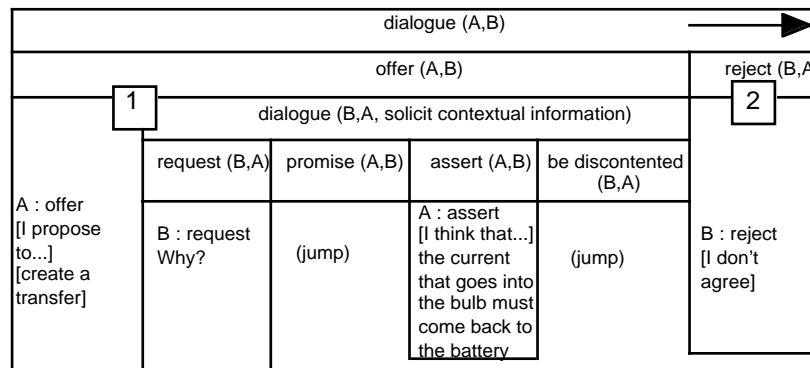 dialogue (A,B)
offer (A,B)
reject (B,A
1
2
dialogue (B,A, solicit contextual information)
request (B,A)
promise (A,B)
assert (A,B)
be discontented
(B,A)
A : offer
[I propose
to...]
[create a
transfer]
B : request
Why?
(jump)
A : assert
[I think that...]
the current
that goes into
the bulb must
come back to
the battery
(jump)
B : reject
[I don't
agree]